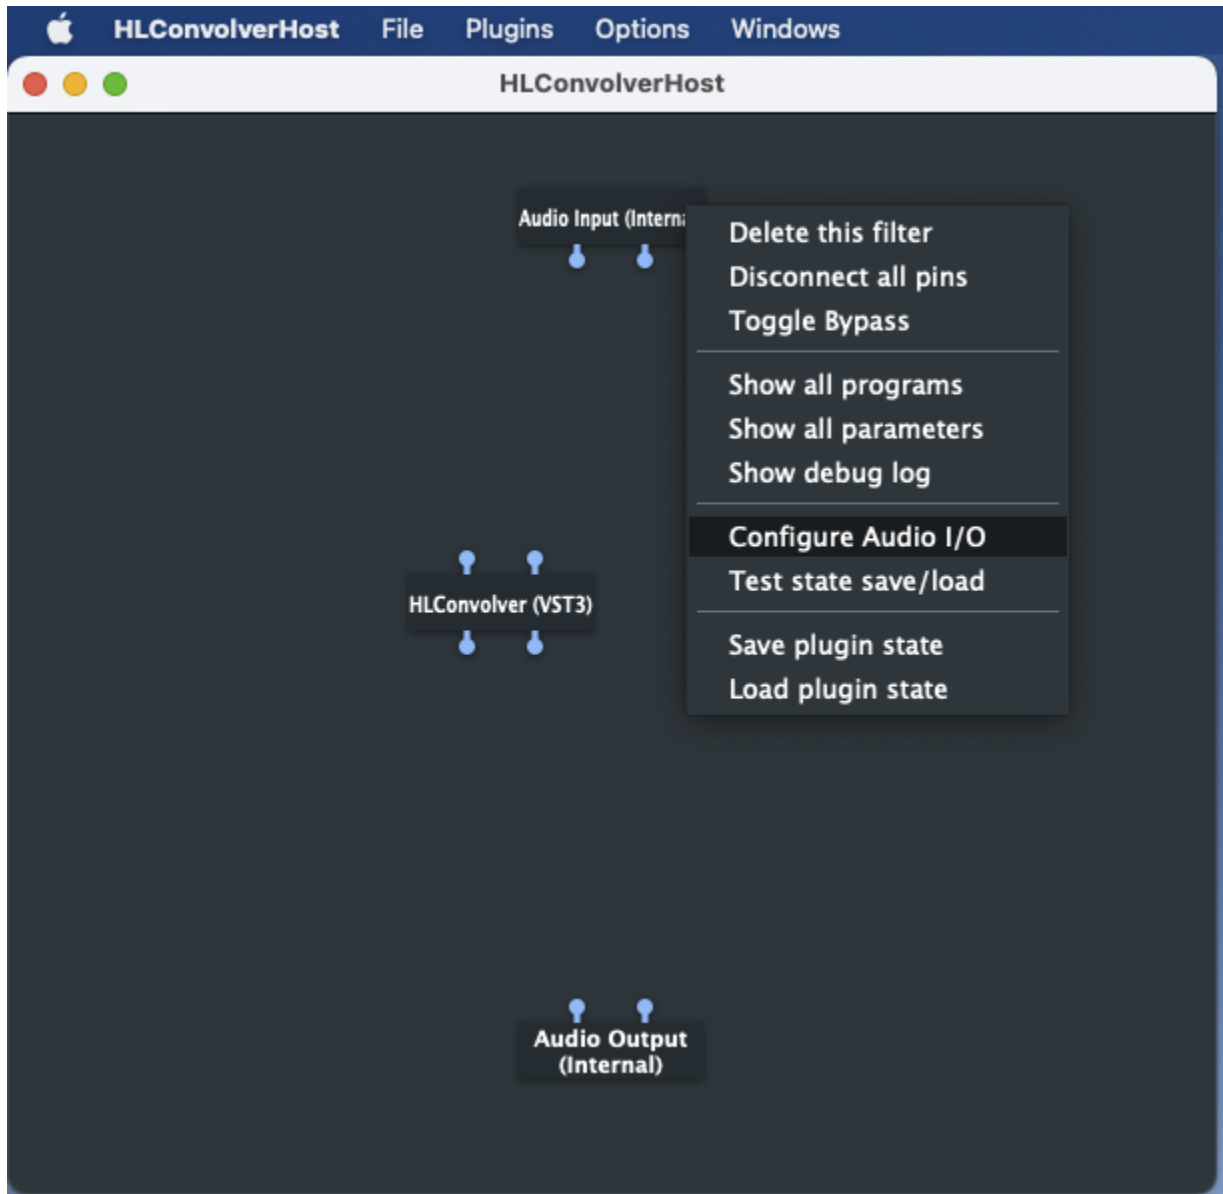 HLConvolverHost File Plugins Options Windows
HLConvolverHost
Audio Input (Interna
Delete this filter
Disconnect all pins
Toggle Bypass
Show all programs
Show all parameters
Show debug log
Configure Audio I/O
Test state save/load
Save plugin state
Load plugin state
HLConvolver (VST3)
Audio Output
(Internal)